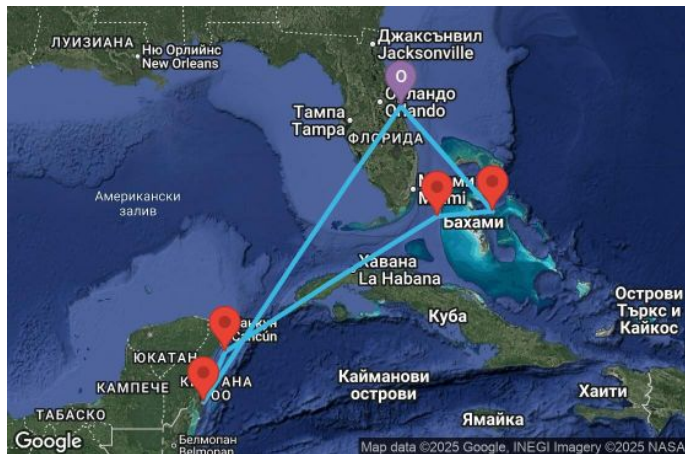 ЛУИЗИАНА
Ню Орлийнс
New Orleans
Джаксънвил
Jacksonville
O
Орландо
Orlando
Тампа
Tampa
ФЛОРИДА
Американски
залив
Miami
Бахами
Хавана
La Habana
Cancún
Куба
Острови
Търкс и
Кайкос
ЮКАТАН
КАМПЕЧЕ
Кайманови
острови
Хаити
ТАБАСКО
Ямайка
Белмопан
Belmopan
Google
Map data ©2025 Google, INEGI Imagery ©2025 NASA